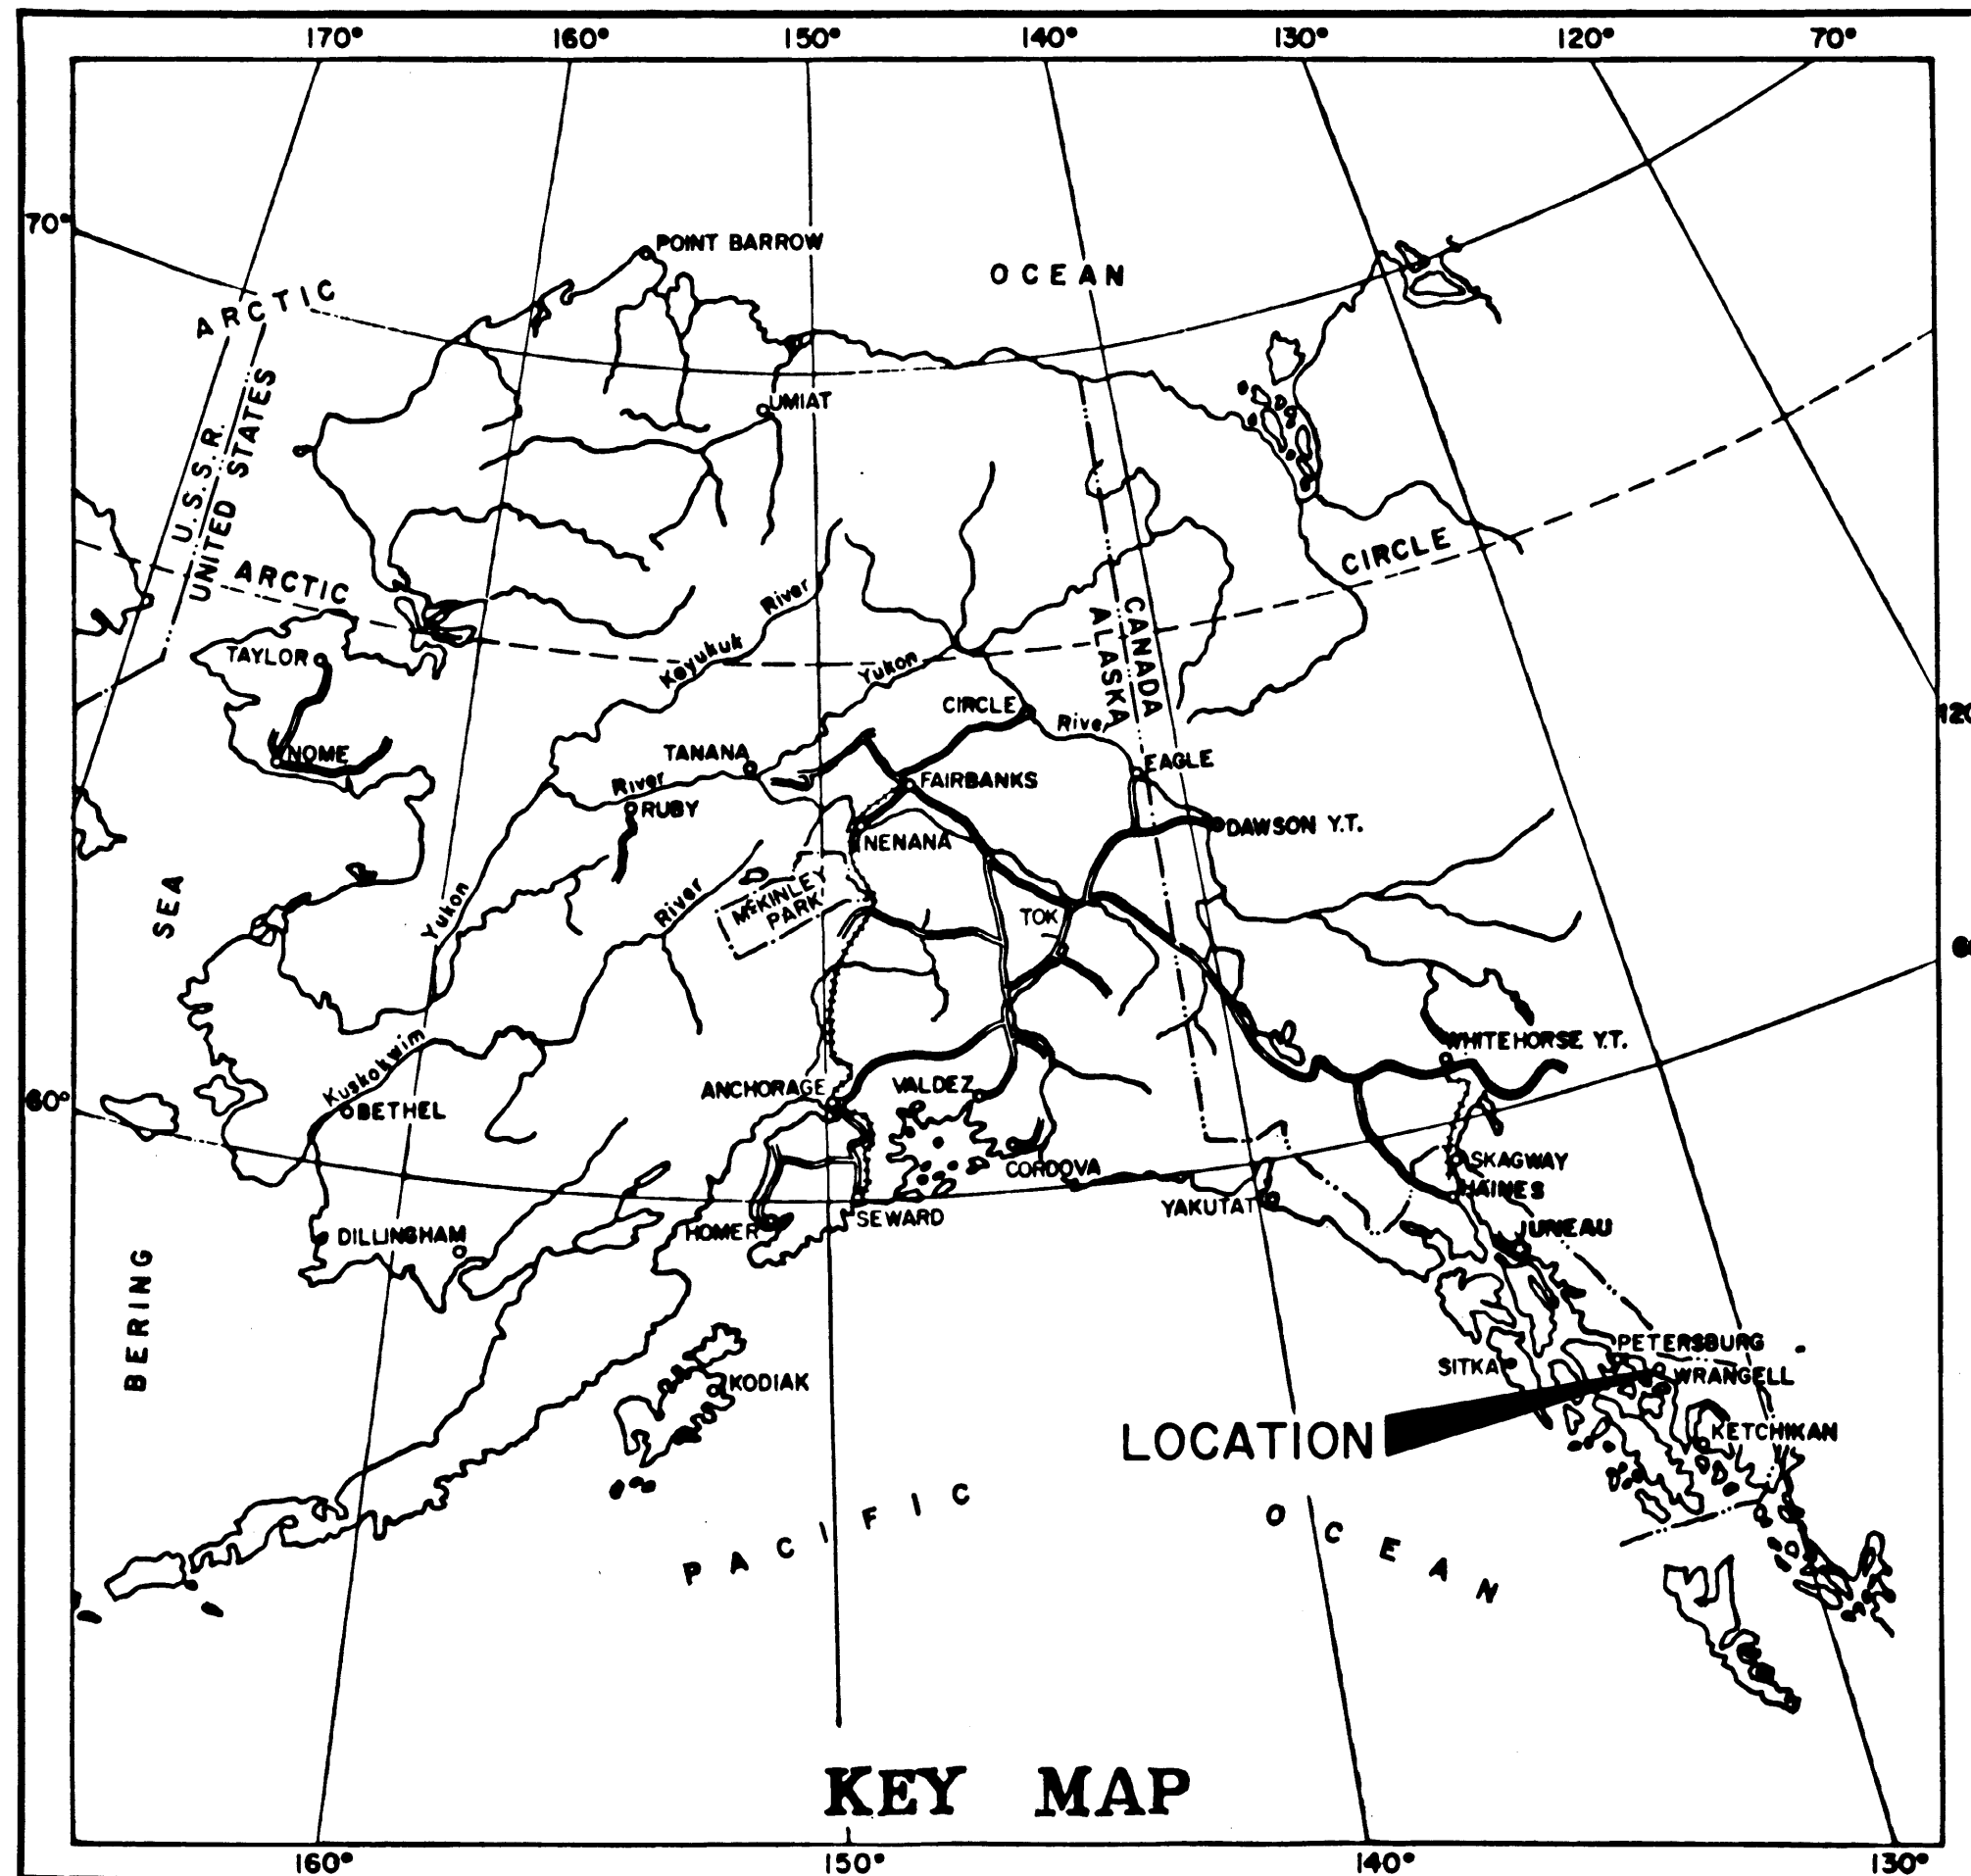 170° 160° 150° 140° 130° 120° 70°
70°
POINT BARROW
OCEAN
ARCTIC
UMIAT
U.S.S.R.
UNITED STATES
ARCTIC
CIRCLE
River
Koyukuk
CANADA
ALASKA
TAYLOR
Yukon
CIRCLE
River
120
NOME
TANANA
EAGLE
River
FAIRBANKS
RUBY
DAWSON Y.T.
NENANA
SEA
Yukon
River
McKINLEY
PARK
TOK
6
Kuskokwim
WHITEHORSE Y.T.
60°
ANCHORAGE
VALDEZ
BETHEL
CORDOVA
SKAGWAY
HAINES
YAKUTAT
SEWARD
HOMER
DILLINGHAM
JUNEAU
BERING
PETERSBURG
SITKA
WRANGELL
KODIAK
LOCATION
KETCHIKAN
PACIFIC
OCEAN
KEY MAP
160° 150° 140° 130°